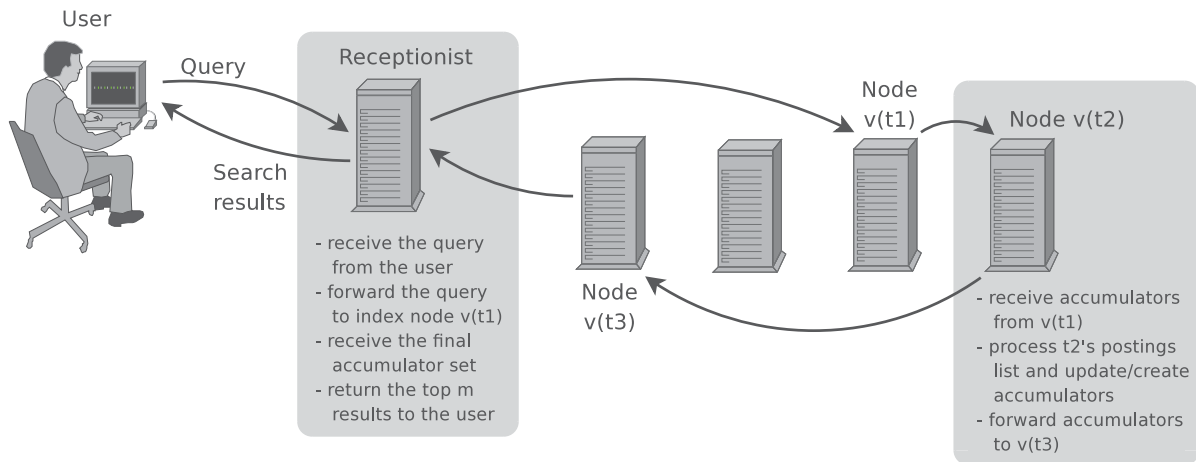 User
Query
Search
results
Receptionist
- receive the query
from the user
- forward the query
to index node v(t1)
- receive the final
accumulator set
- return the top m
results to the user
Node
v(t3)
Node
v(t1)
Node v(t2)
- receive accumulators
from v(t1)
- process t2's postings
list and update/create
accumulators
- forward accumulators
to v(t3)